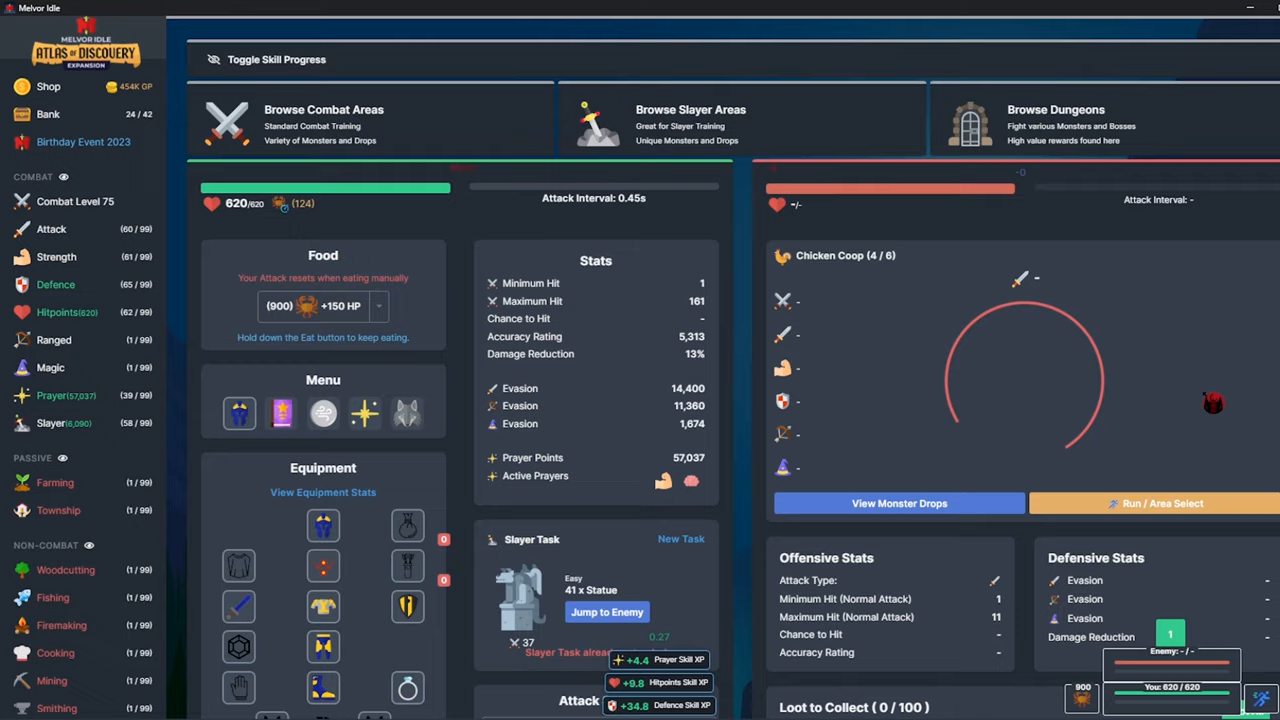 Melvor Idle
MELVOR IDLE
ATLAS OF DISCOVERY
EXPANSION
Shop
454K GP
Bank
24 / 42
Birthday Event 2023
COMBAT
Combat Level 75
Attack
(60 / 99)
Strength
(61 / 99)
Defence
(65 / 99)
Hitpoints(620)
(62 / 99)
Ranged
(1 / 99)
Magic
(1 / 99)
Prayer(57,037)
(39 / 99)
Slayer(6,090)
(58 / 99)
PASSIVE
Farming
(1 / 99)
Township
(1 / 99)
NON-COMBAT
Woodcutting
(1 / 99)
Fishing
(1 / 99)
Firemaking
(1 / 99)
Cooking
(1 / 99)
Mining
(1 / 99)
Smithing
(1 / 99)
Toggle Skill Progress
Browse Combat Areas
Standard Combat Training
Variety of Monsters and Drops
Browse Slayer Areas
Great for Slayer Training
Unique Monsters and Drops
Browse Dungeons
Fight various Monsters and Bosses
High value rewards found here
620/620
(124)
Attack Interval: 0.45s
Food
Your Attack resets when eating manually
(900) +150 HP
Hold down the Eat button to keep eating.
Menu
Equipment
View Equipment Stats
0
0
Stats
Minimum Hit
1
Maximum Hit
161
Chance to Hit
-
Accuracy Rating
5,313
Damage Reduction
13%
Evasion
14,400
Evasion
11,360
Evasion
1,674
Prayer Points
57,037
Active Prayers
Slayer Task
New Task
Easy
41 x Statue
Jump to Enemy
37
0.27
+4.4 Prayer Skill XP
+9.8 Hitpoints Skill XP
+34.8 Defence Skill XP
Attack
-0
-/-
Attack Interval: -
Chicken Coop (4 / 6)
-
-
-
-
-
-
-
View Monster Drops
Run / Area Select
Offensive Stats
Attack Type:
Minimum Hit (Normal Attack)
1
Maximum Hit (Normal Attack)
11
Chance to Hit
-
Accuracy Rating
-
Defensive Stats
Evasion
-
Evasion
-
Evasion
-
Damage Reduction
-
1
Enemy: - / -
You: 620 / 620
900
Loot to Collect ( 0 / 100 )